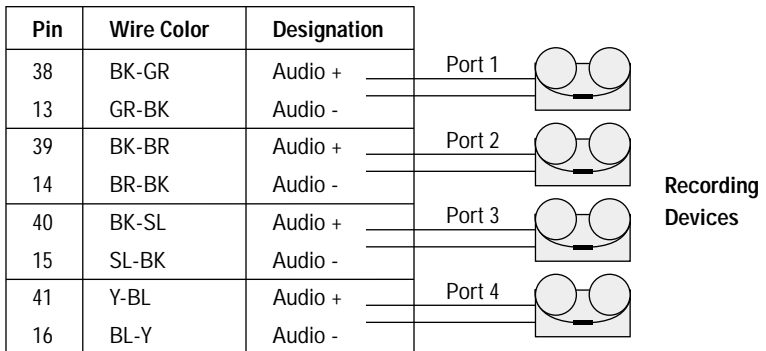 Pin Wire Color Designation
38 BK-GR Audio + Port 1
13 GR-BK Audio -
39 BK-BR Audio + Port 2
14 BR-BK Audio -
40 BK-SL Audio + Port 3
15 SL-BK Audio -
41 Y-BL Audio + Port 4
16 BL-Y Audio -
Recording
Devices